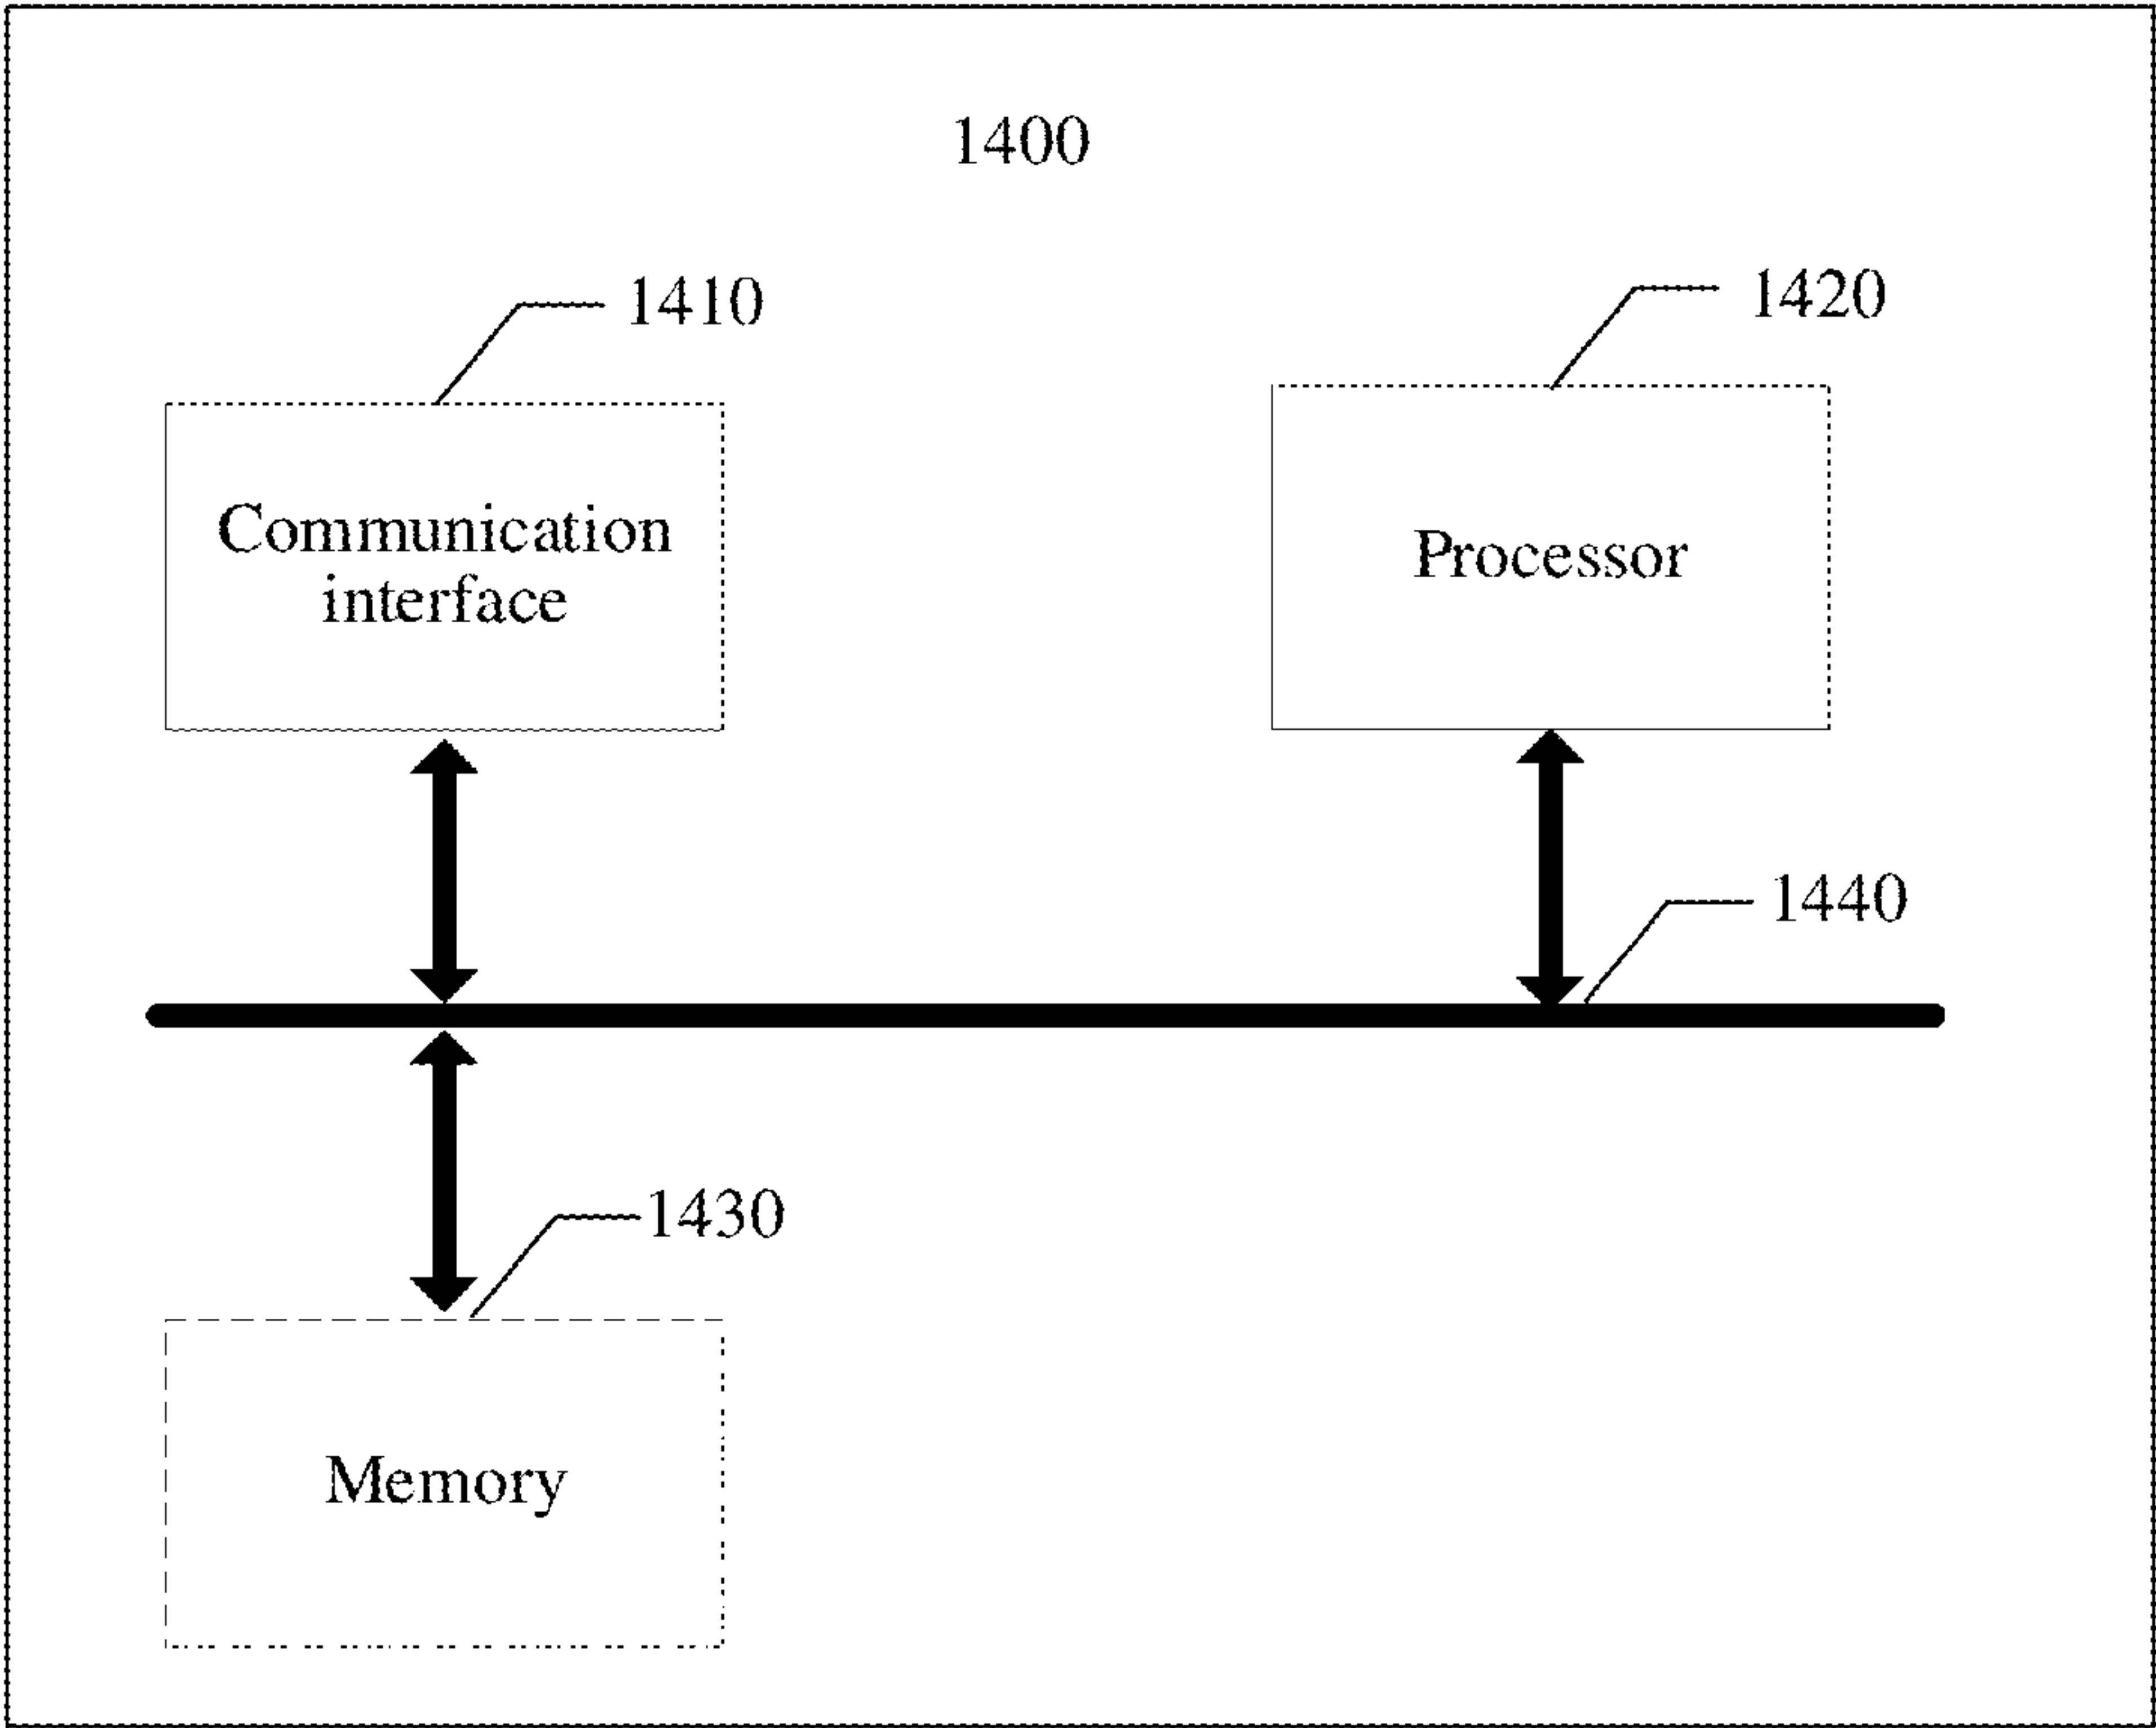 1400
1410
1420
Communication
interface
Processor
1440
1430
Memory